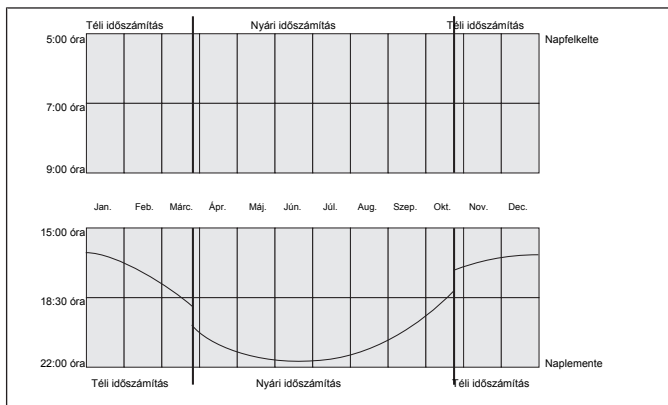 Téli időszámítás Nyári időszámítás Téli időszámítás
5:00 óra Napfelkelte
7:00 óra
9:00 óra
Jan. Feb. Márc. Ápr. Máj. Jún. Júl. Aug. Szep. Okt. Nov. Dec.
15:00 óra
18:30 óra
22:00 óra Naplemente
Téli időszámítás Nyári időszámítás Téli időszámítás